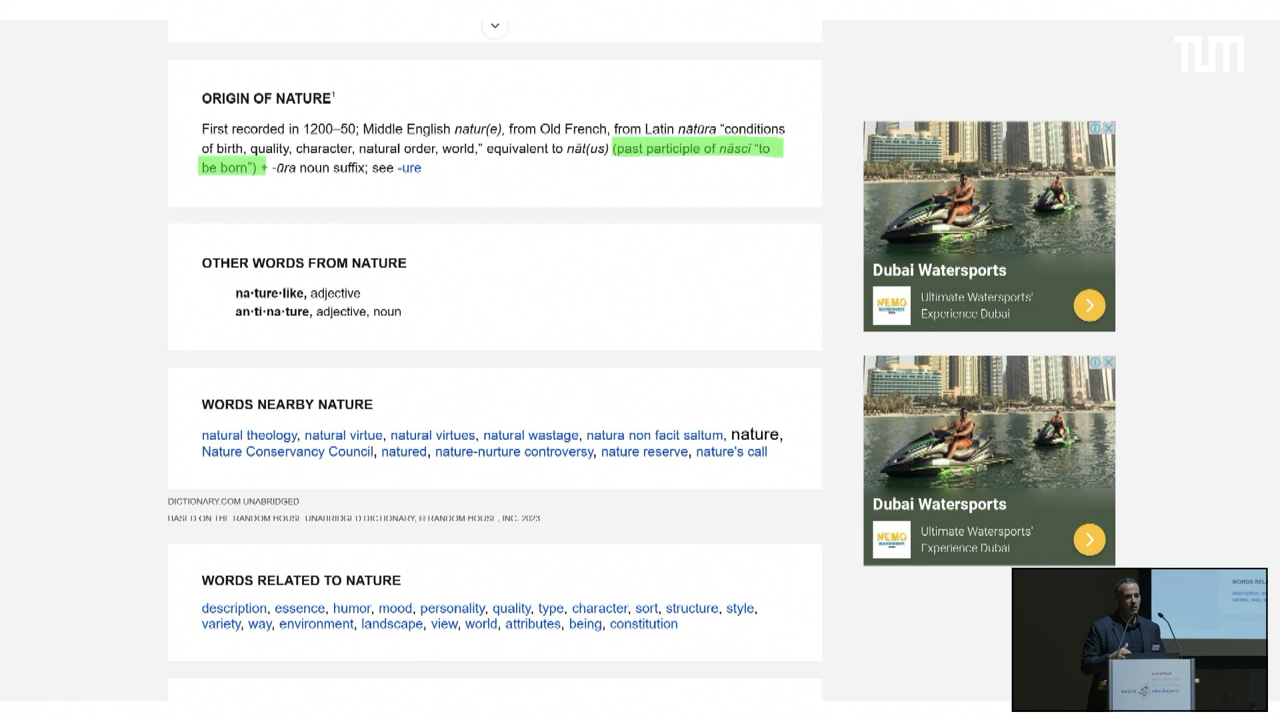 TUM
ORIGIN OF NATURE¹
First recorded in 1200–50; Middle English natur(e), from Old French, from Latin nātūra “conditions
of birth, quality, character, natural order, world,” equivalent to nāt(us) (past participle of nāscī “to
be born”) + -ūra noun suffix; see -ure
OTHER WORDS FROM NATURE
na·ture·like, adjective
an·ti·na·ture, adjective, noun
WORDS NEARBY NATURE
natural theology, natural virtue, natural virtues, natural wastage, natura non facit saltum, nature,
Nature Conservancy Council, natured, nature-nurture controversy, nature reserve, nature's call
DICTIONARY.COM UNABRIDGED
BASED ON THE RANDOM HOUSE UNABRIDGED DICTIONARY, © RANDOM HOUSE, INC. 2023
WORDS RELATED TO NATURE
description, essence, humor, mood, personality, quality, type, character, sort, structure, style,
variety, way, environment, landscape, view, world, attributes, being, constitution
Dubai Watersports
NEMO
Ultimate Watersports'
Experience Dubai
Dubai Watersports
NEMO
Ultimate Watersports'
Experience Dubai
WORDS REL
bezirk oberbayern